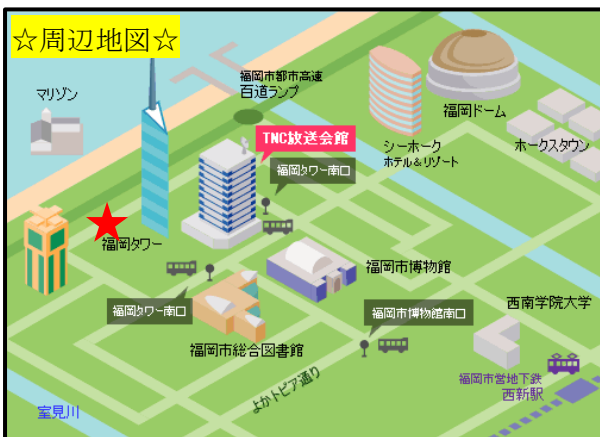 ☆周辺地図☆
マリゾン
福岡市都市高速
百道ランプ
福岡ドーム
TNC放送会館
シーホーク
ホテル&リゾート
ホークスタウン
福岡タワー南口
福岡タワー
福岡市博物館
福岡タワー南口
福岡市博物館南口
西南学院大学
福岡市総合図書館
よかトピア通り
福岡市営地下鉄
西新駅
室見川